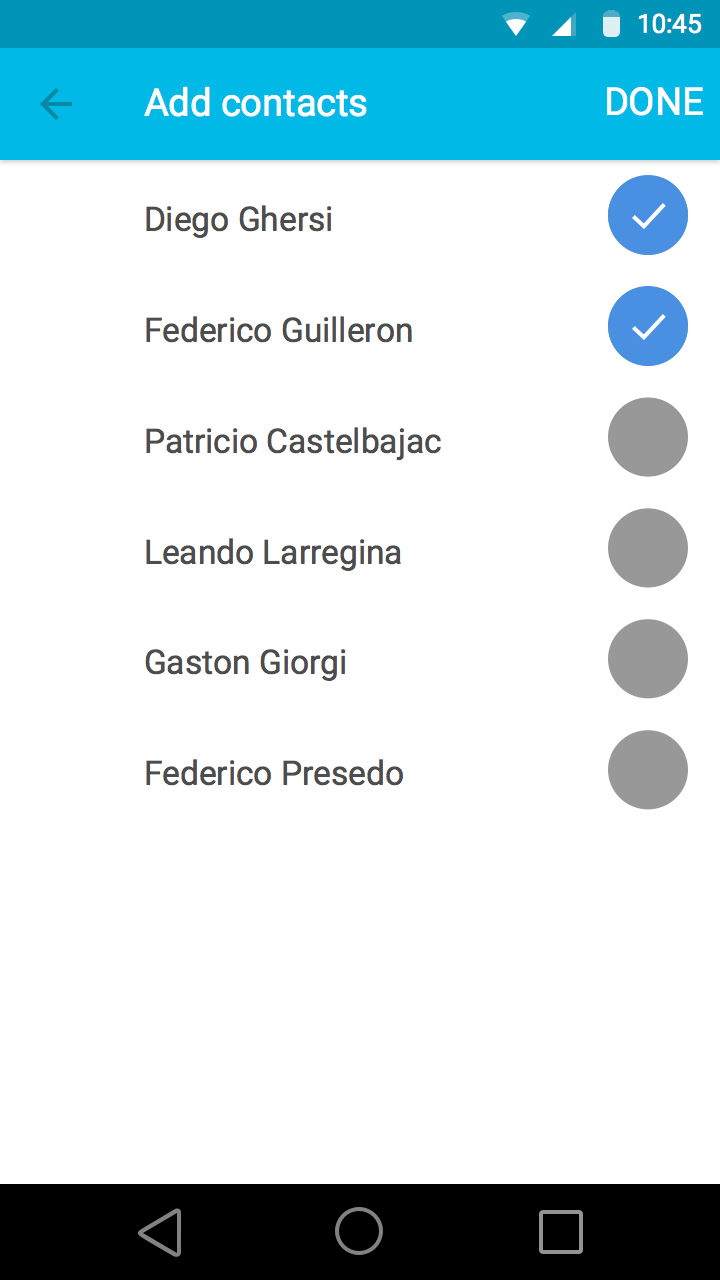 10:45
Add contacts DONE
Diego Ghersi
Federico Guilleron
Patricio Castelbajac
Leando Larregina
Gaston Giorgi
Federico Presedo